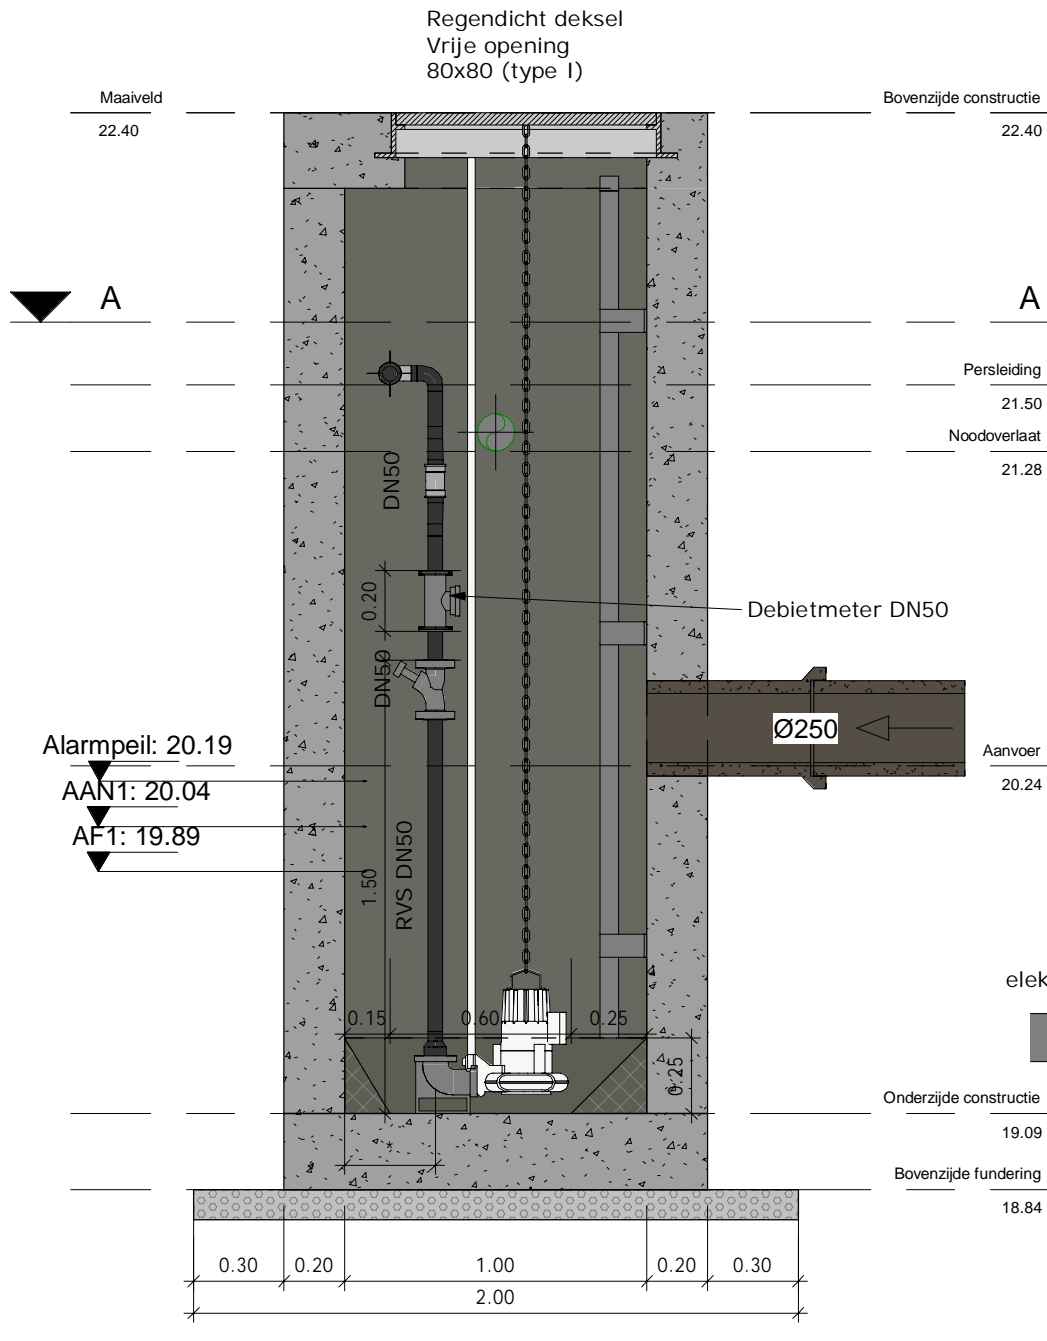 Regendicht deksel
Vrije opening
80x80 (type I)
Maaiveld
22.40
Bovenzijde constructie
22.40
A
A
Persleiding
21.50
Noodoverlaat
21.28
DN50
0.20
Debietmeter DN50
DN50
Ø250
Alarmpeil: 20.19
Aanvoer
20.24
AAN1: 20.04
AF1: 19.89
1.50
RVS DN50
elek
0.15
0.60
0.25
0.25
Onderzijde constructie
19.09
*
Bovenzijde fundering
18.84
0.30
0.20
1.00
0.20
0.30
2.00